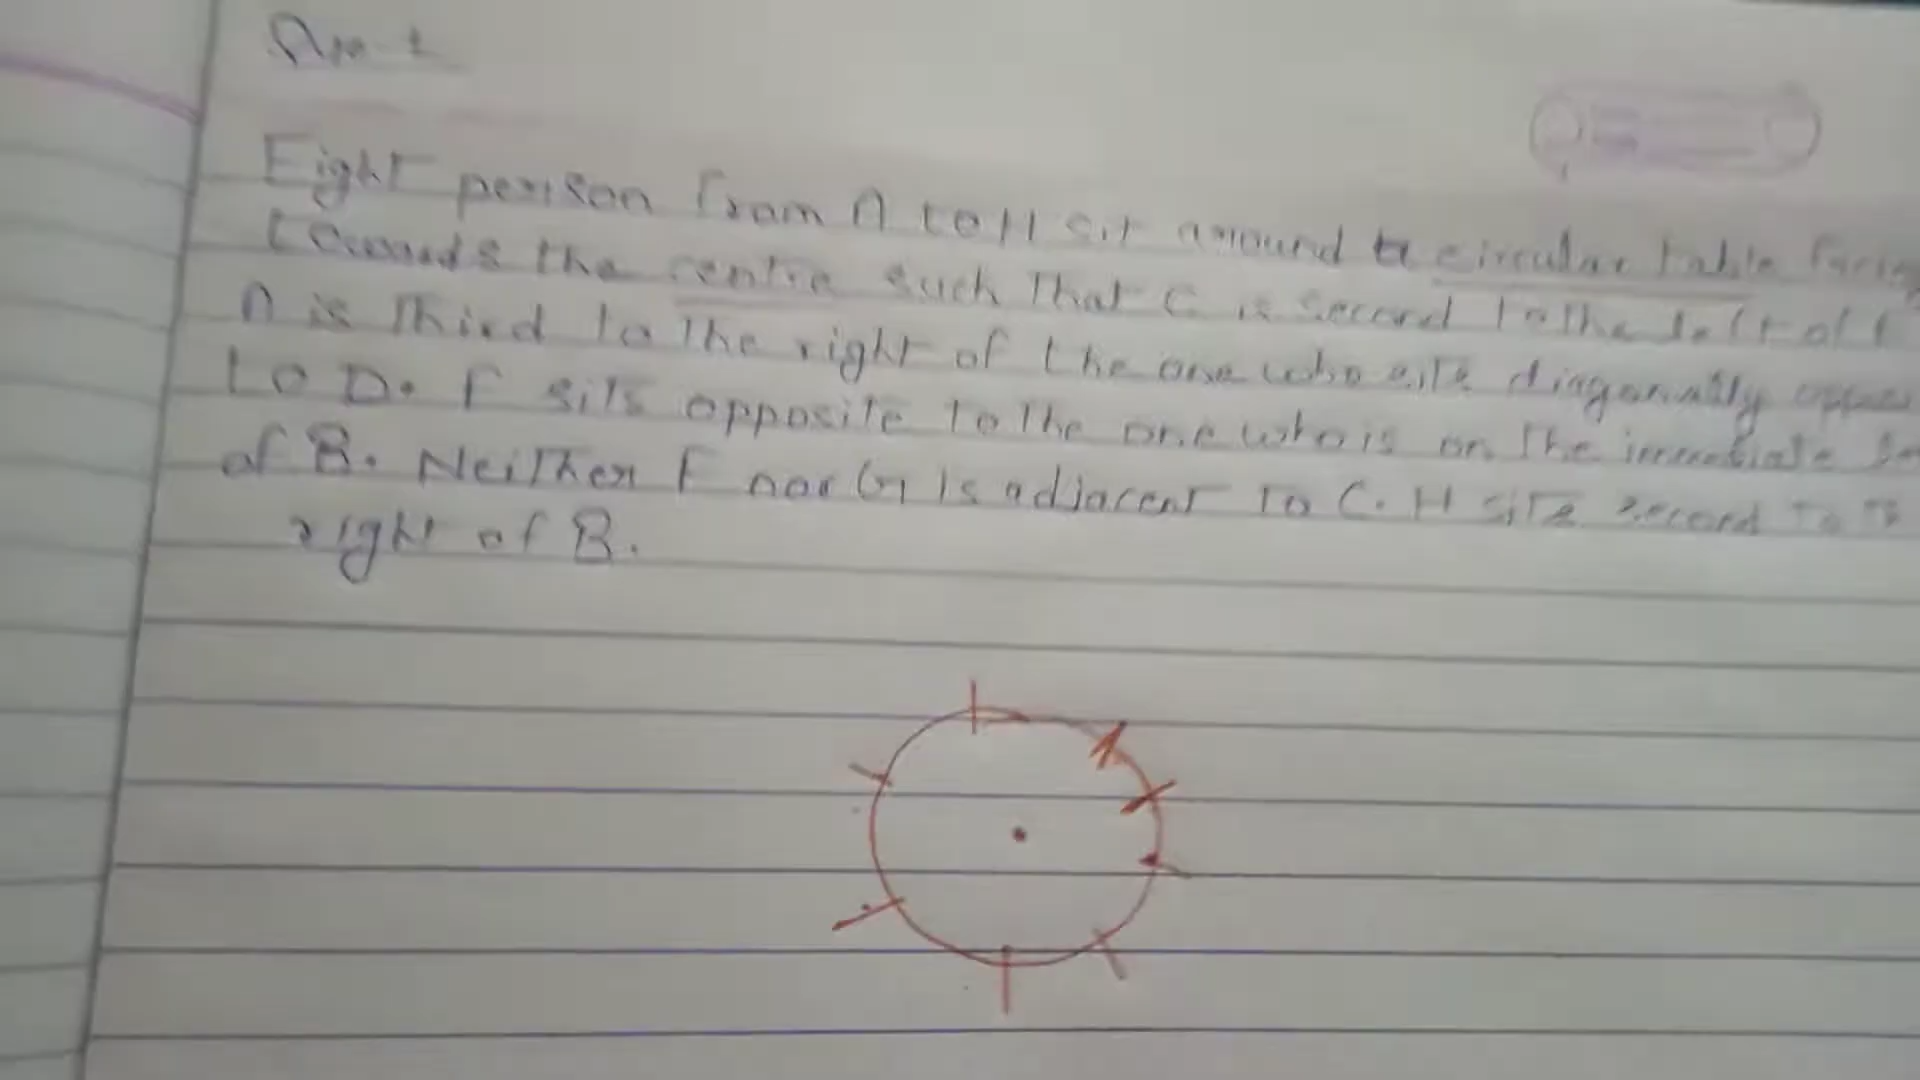 Eight person from A to H sit around a circular table facing
towards the centre such that C is second to the left of
A is third to the right of the one who sits diagonally
to D. F sits opposite to the one who is on the immediate
of B. Neither F nor G is adjacent to C. H sits second to
right of B.